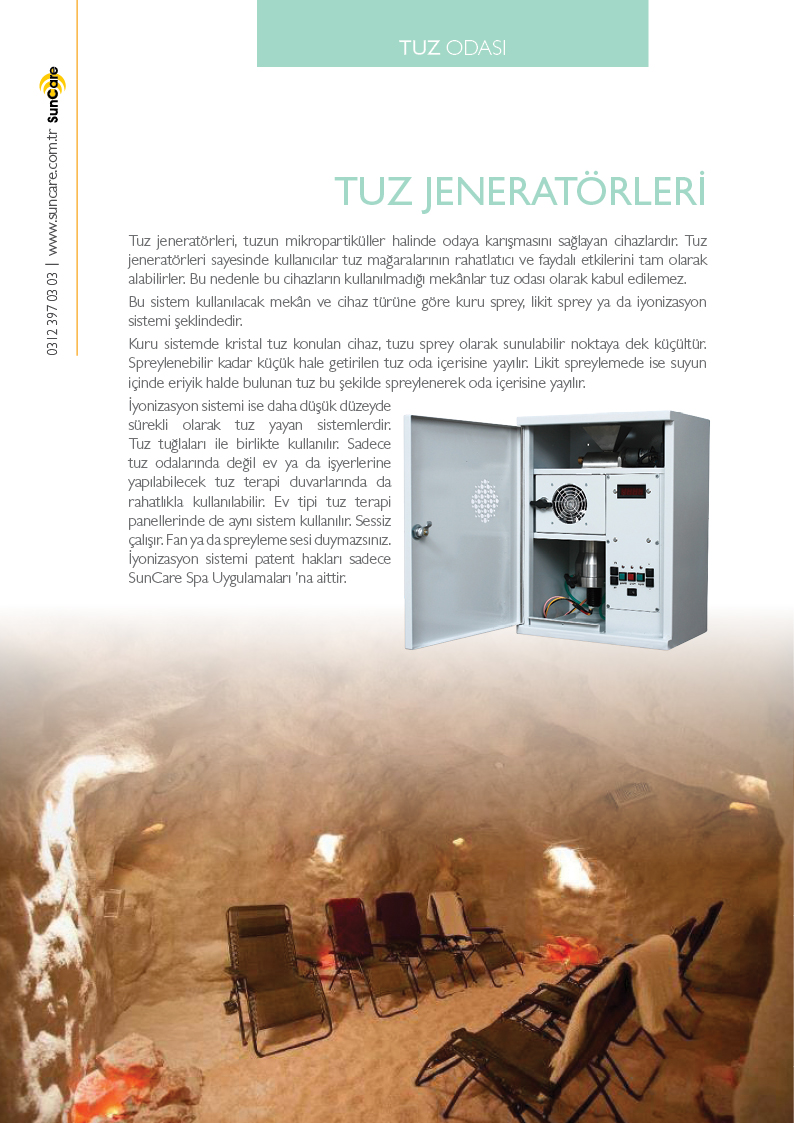 TUZ ODASI
0312 397 03 03 | www.suncare.com.tr SunCare
TUZ JENERATÖRLERİ
Tuz jeneratörleri, tuzun mikropartiküller halinde odaya karışmasını sağlayan cihazlardır. Tuz
jeneratörleri sayesinde kullanıcılar tuz mağaralarının rahatlatıcı ve faydalı etkilerini tam olarak
alabilirler. Bu nedenle bu cihazların kullanılmadığı mekânlar tuz odası olarak kabul edilemez.
Bu sistem kullanılacak mekân ve cihaz türüne göre kuru sprey, likit sprey ya da iyonizasyon
sistemi şeklindedir.
Kuru sistemde kristal tuz konulan cihaz, tuzu sprey olarak sunulabilir noktaya dek küçültür.
Spreylenebilir kadar küçük hale getirilen tuz oda içerisine yayılır. Likit spreylemede ise suyun
içinde eriyik halde bulunan tuz bu şekilde spreylenerek oda içerisine yayılır.
İyonizasyon sistemi ise daha düşük düzeyde
sürekli olarak tuz yayan sistemlerdir.
Tuz tuğlaları ile birlikte kullanılır. Sadece
tuz odalarında değil ev ya da işyerlerine
yapılabilecek tuz terapi duvarlarında da
rahatlıkla kullanılabilir. Ev tipi tuz terapi
panellerinde de aynı sistem kullanılır. Sessiz
çalışır. Fan ya da spreyleme sesi duymazsınız.
İyonizasyon sistemi patent hakları sadece
SunCare Spa Uygulamaları 'na aittir.